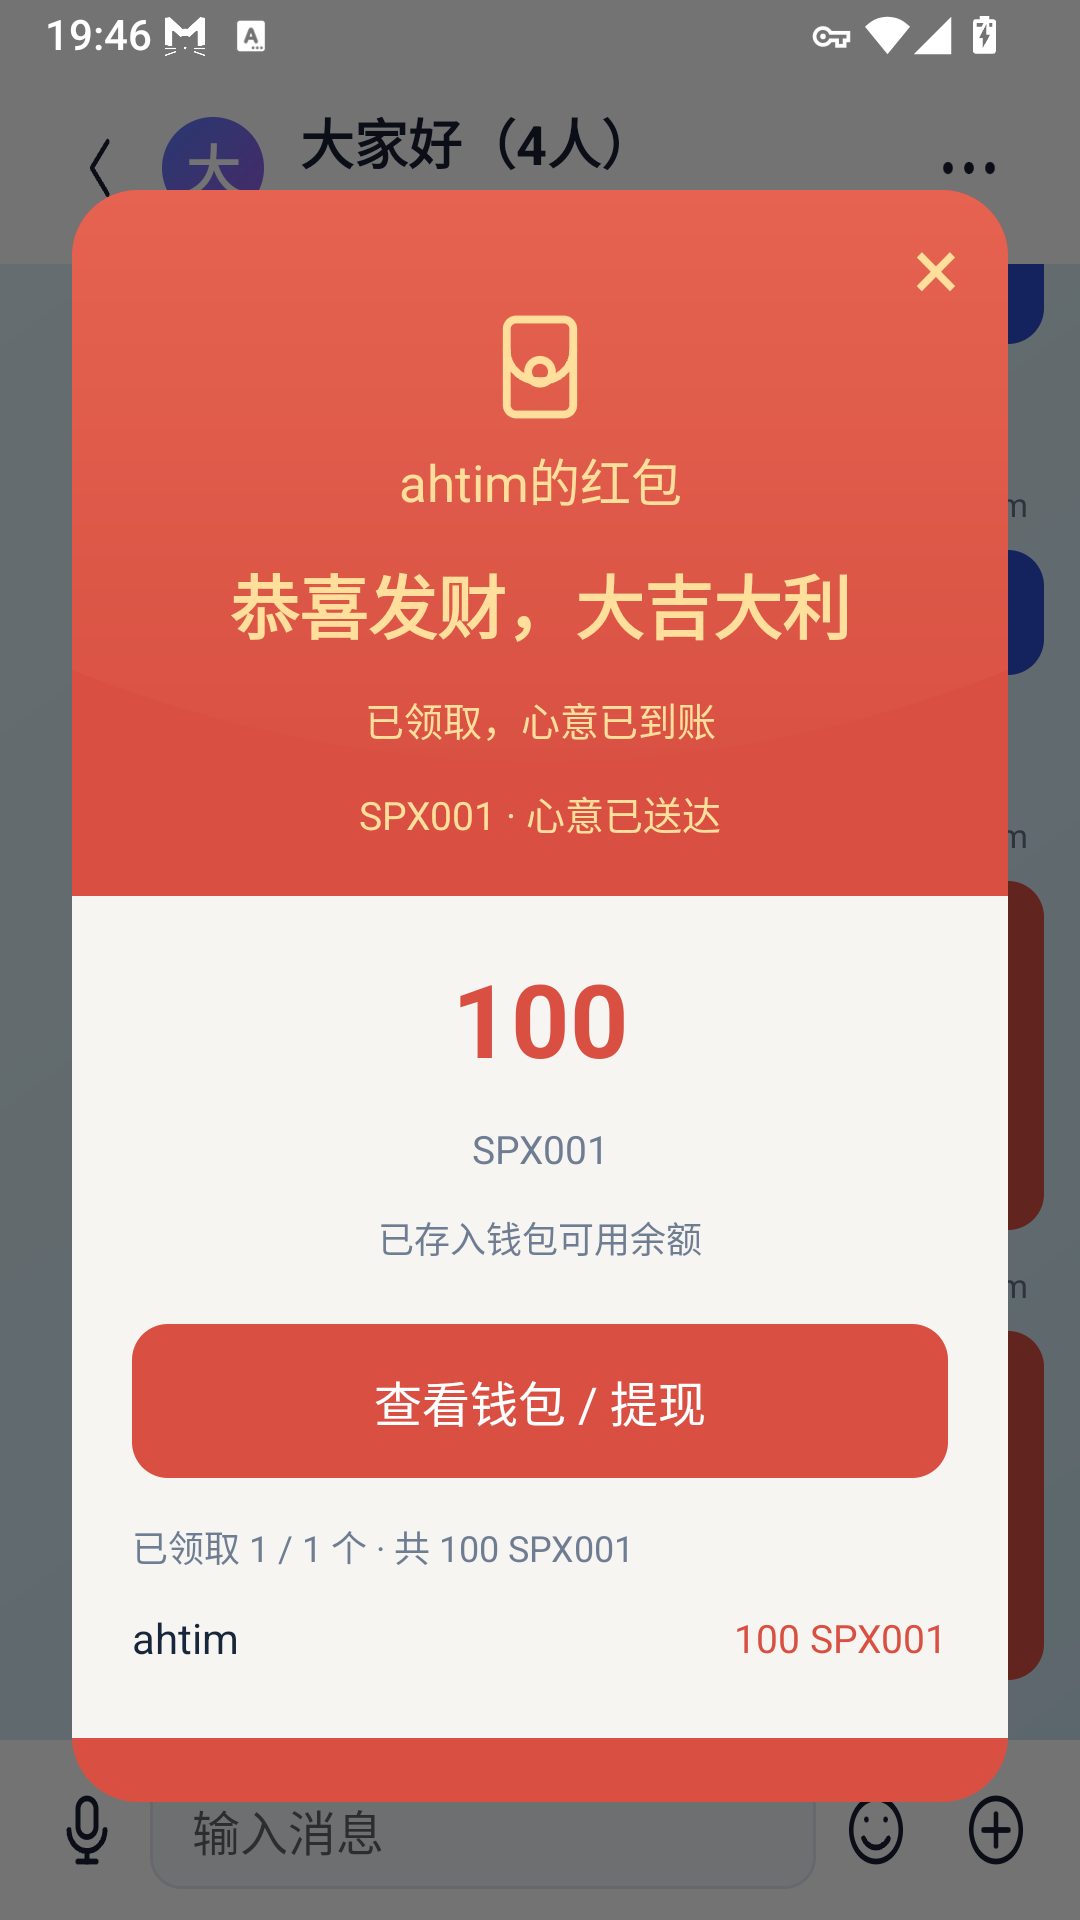 19:46
大家好（4人）
大
ahtim的红包
m
恭喜发财，大吉大利
已领取，心意已到账
SPX001 · 心意已送达
m
100
SPX001
已存入钱包可用余额
m
查看钱包 / 提现
已领取 1 / 1 个 · 共 100 SPX001
ahtim
100 SPX001
输入消息